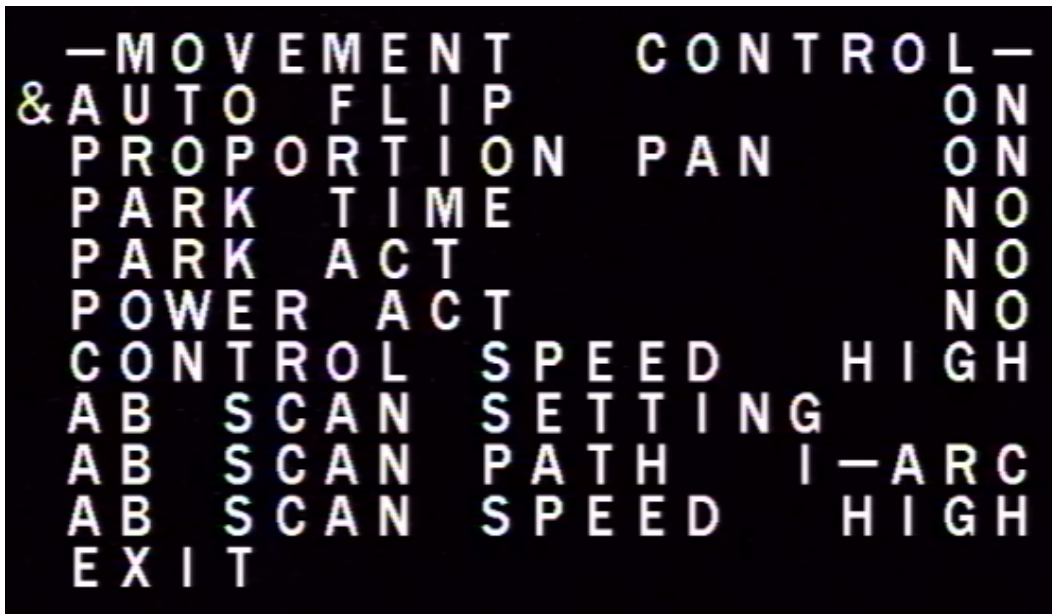 —MOVEMENT CONTROL—
&AUTO FLIP ON
PROPORTION PAN ON
PARK TIME NO
PARK ACT NO
POWER ACT NO
CONTROL SPEED HIGH
AB SCAN SETTING
AB SCAN PATH I—ARC
AB SCAN SPEED HIGH
EXIT